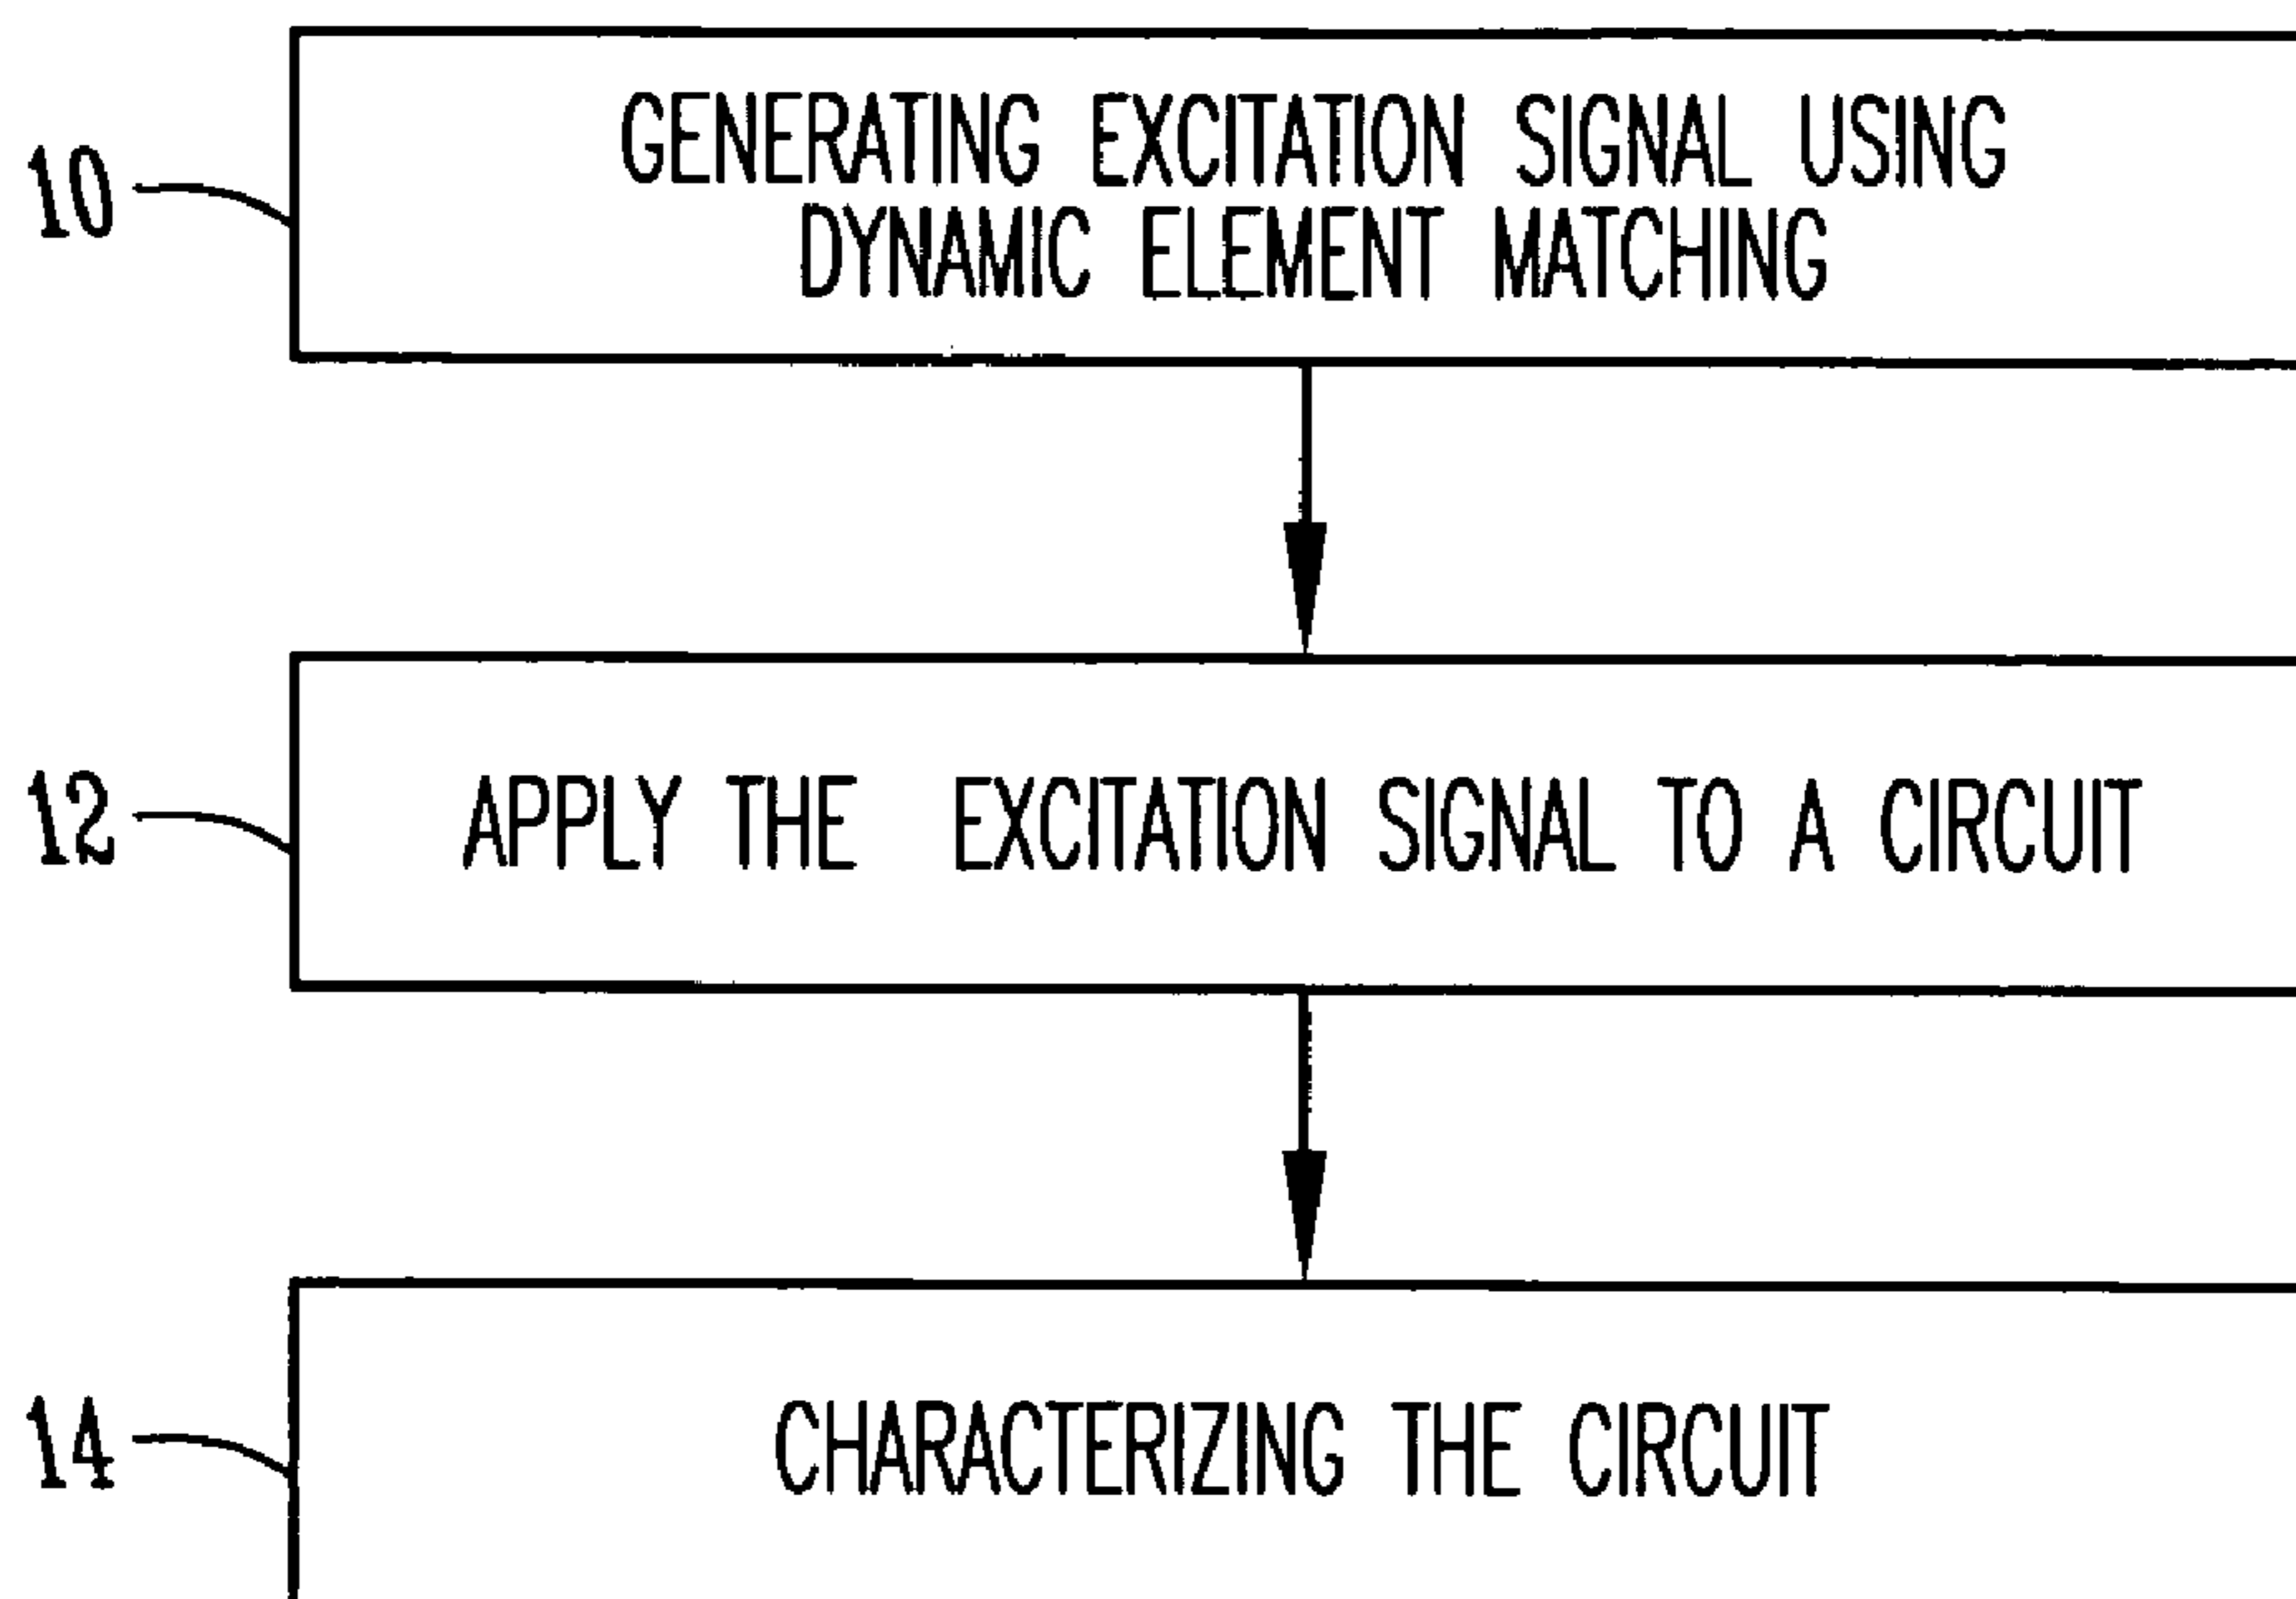 10
GENERATING EXCITATION SIGNAL USING
DYNAMIC ELEMENT MATCHING
12
APPLY THE EXCITATION SIGNAL TO A CIRCUIT
14
CHARACTERIZING THE CIRCUIT